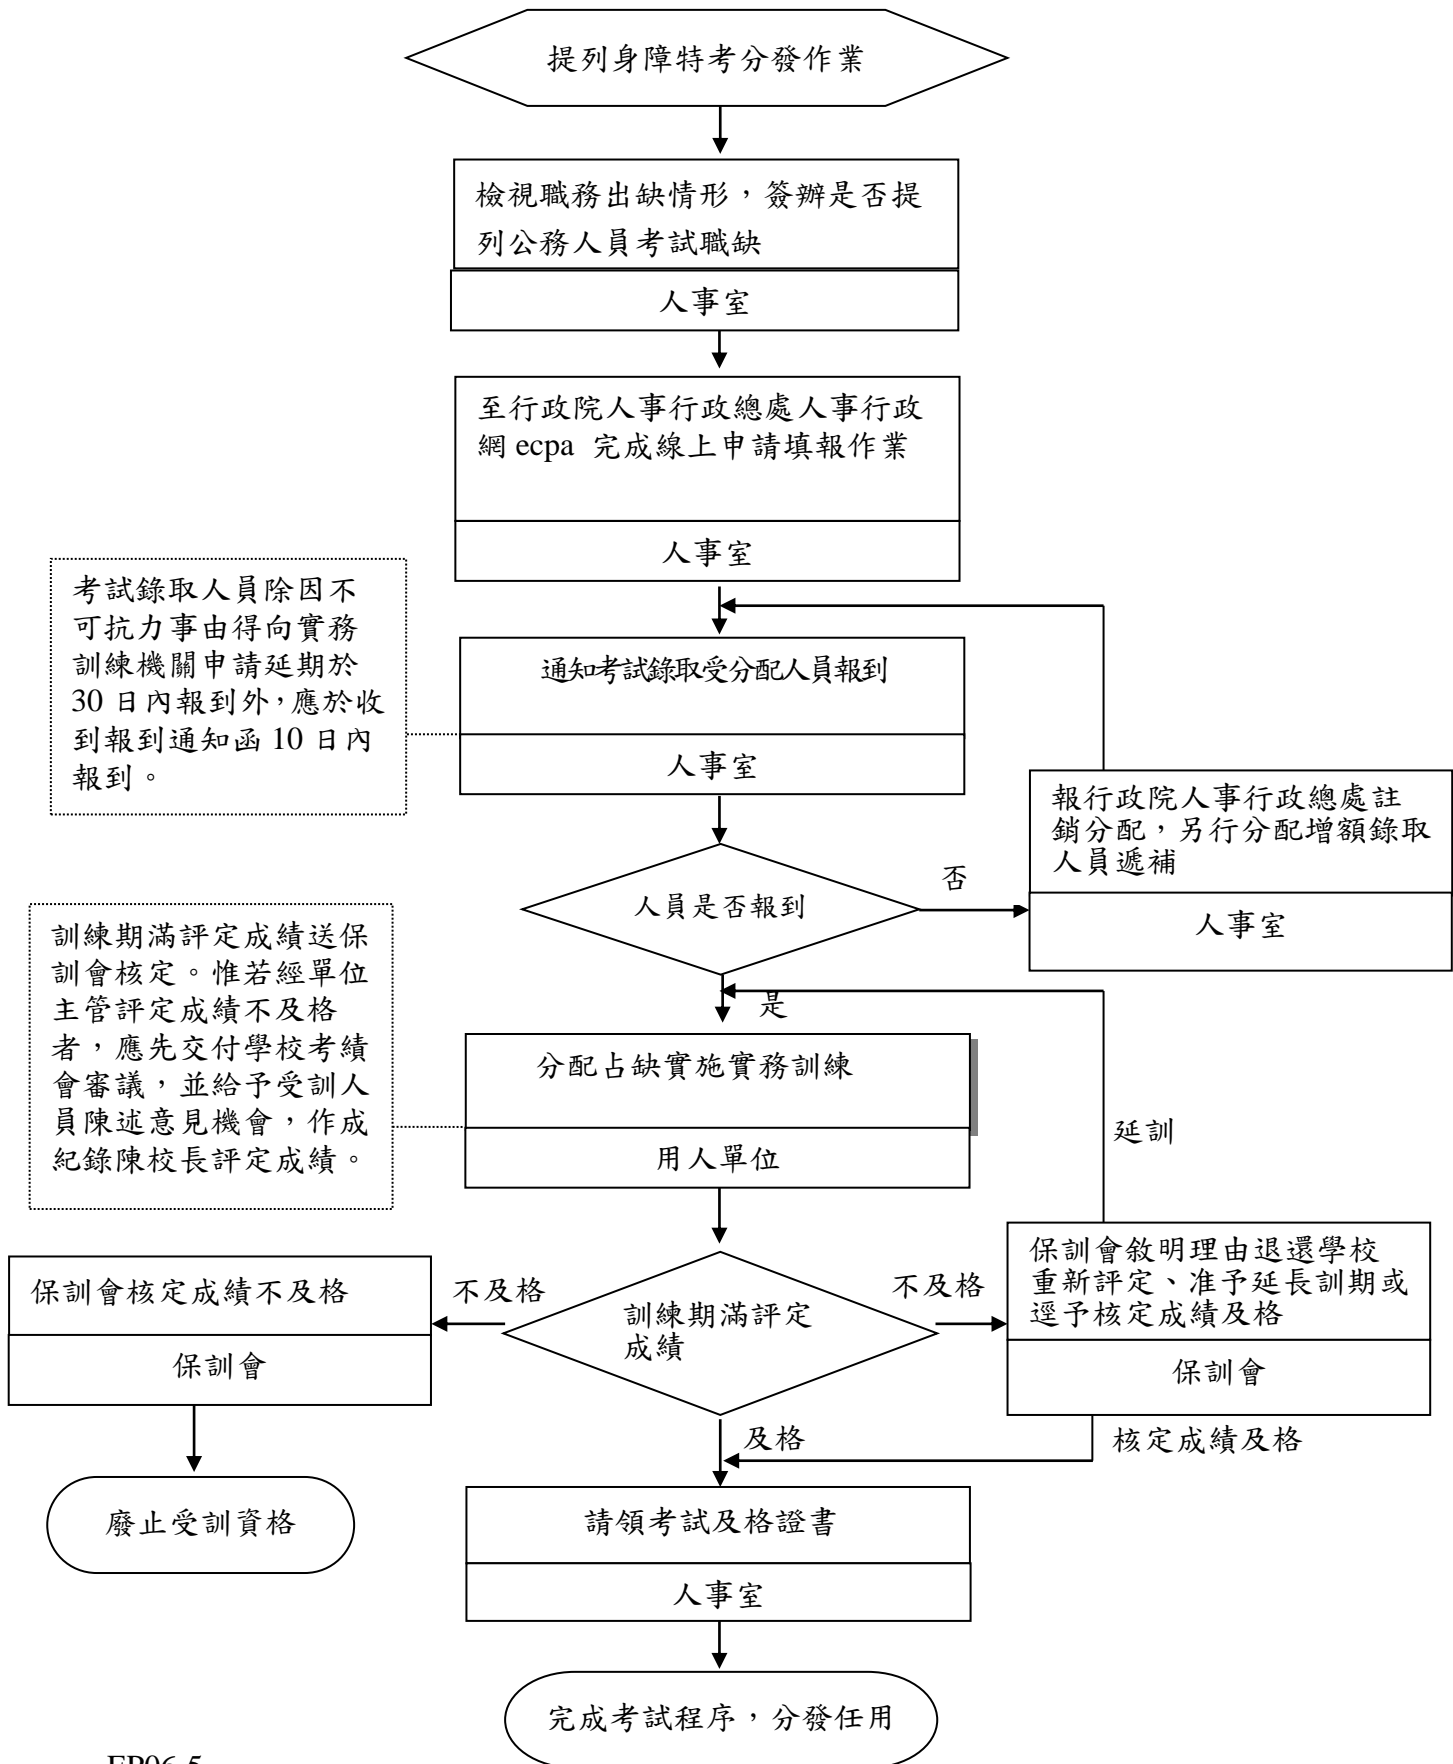 提列身障特考分發作業
檢視職務出缺情形，簽辦是否提
列公務人員考試職缺
人事室
至行政院人事行政總處人事行政
網 ecpa 完成線上申請填報作業
人事室
考試錄取人員除因不
可抗力事由得向實務
訓練機關申請延期於
30 日內報到外，應於收
到報到通知函 10 日內
報到。
通知考試錄取受分配人員報到
人事室
報行政院人事行政總處註
銷分配，另行分配增額錄取
人員遞補
人事室
人員是否報到
否
是
訓練期滿評定成績送保
訓會核定。惟若經單位
主管評定成績不及格
者，應先交付學校考績
會審議，並給予受訓人
員陳述意見機會，作成
紀錄陳校長評定成績。
分配占缺實施實務訓練
用人單位
延訓
保訓會核定成績不及格
保訓會
不及格
訓練期滿評定
成績
不及格
保訓會敘明理由退還學校
重新評定、准予延長訓期或
逕予核定成績及格
保訓會
及格
核定成績及格
廢止受訓資格
請領考試及格證書
人事室
完成考試程序，分發任用